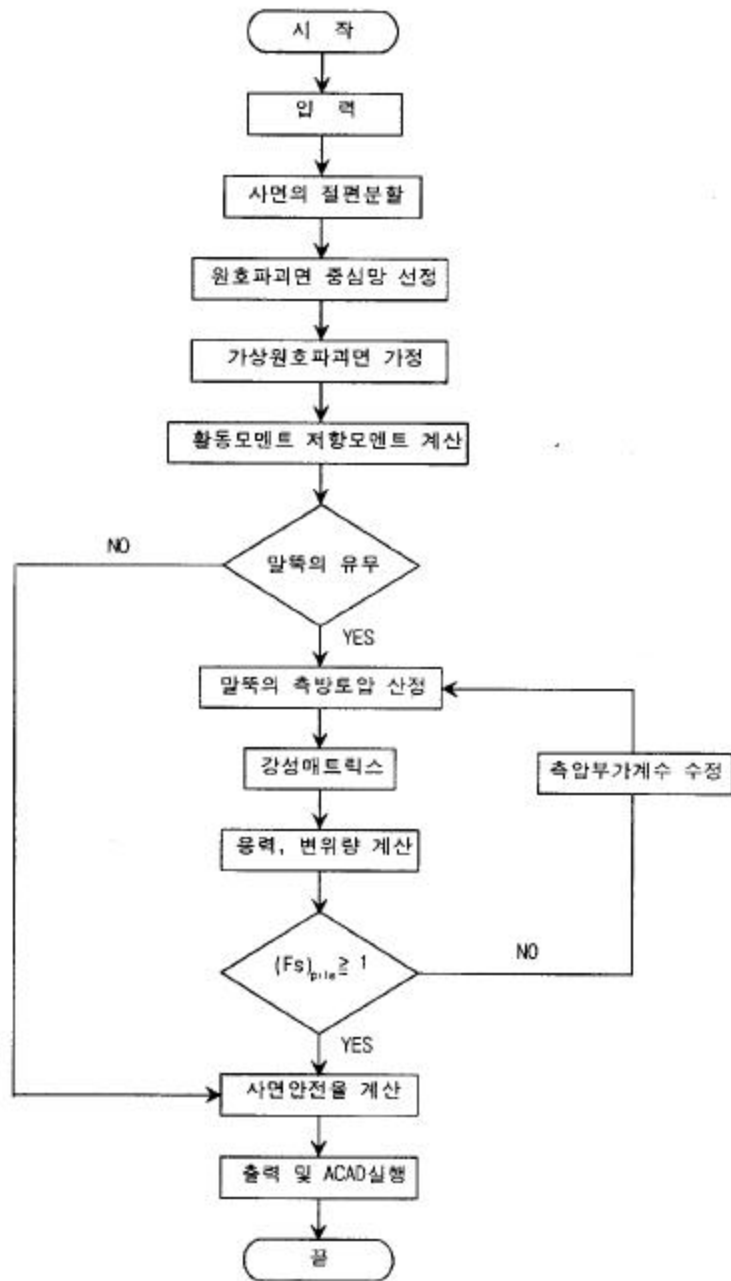 시 작
입 력
사면의 절편분할
원호파괴면 중심망 선정
가상원호파괴면 가정
활동모멘트 저항모멘트 계산
말뚝의 유무
NO
YES
말뚝의 측방토압 산정
강성매트릭스
측압부가계수 수정
응력, 변위량 계산
(Fs)pile ≧ 1
NO
YES
사면안전율 계산
출력 및 ACAD실행
끝